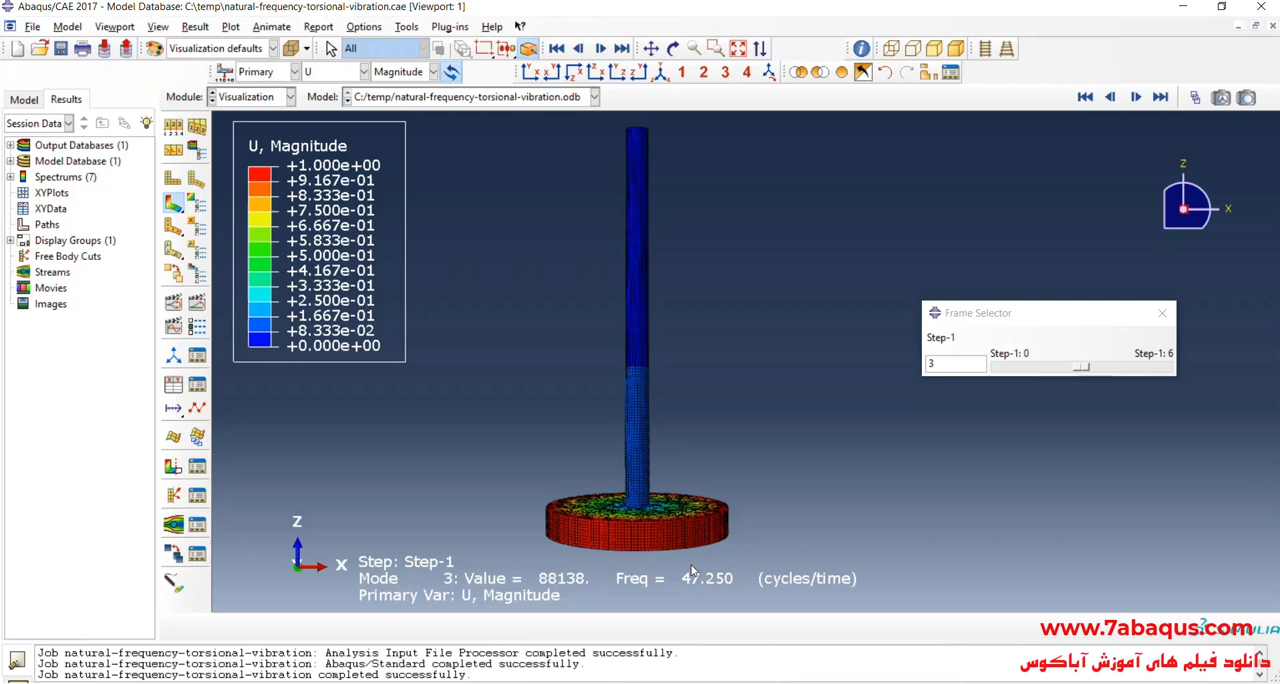 Abaqus/CAE 2017 - Model Database: C:\temp\natural-frequency-torsional-vibration.cae [Viewport: 1]
File Model Viewport View Result Plot Animate Report Options Tools Plug-ins Help
Visualization defaults All
Primary U Magnitude 1 2 3 4
Model Results Module: Visualization Model: C:/temp/natural-frequency-torsional-vibration.odb
Session Data
Output Databases (1)
Model Database (1)
Spectrums (7)
XYPlots
XYData
Paths
Display Groups (1)
Free Body Cuts
Streams
Movies
Images
U, Magnitude
+1.000e+00
+9.167e-01
+8.333e-01
+7.500e-01
+6.667e-01
+5.833e-01
+5.000e-01
+4.167e-01
+3.333e-01
+2.500e-01
+1.667e-01
+8.333e-02
+0.000e+00
Z
X
Frame Selector
Step-1
Step-1: 0 Step-1: 6
3
Z
X
Step: Step-1
Mode 3: Value = 88138. Freq = 47.250 (cycles/time)
Primary Var: U, Magnitude
www.7abaqus.com
دانلود فیلم های آموزش آباکوس
Job natural-frequency-torsional-vibration: Analysis Input File Processor completed successfully.
Job natural-frequency-torsional-vibration: Abaqus/Standard completed successfully.
Job natural-frequency-torsional-vibration completed successfully.